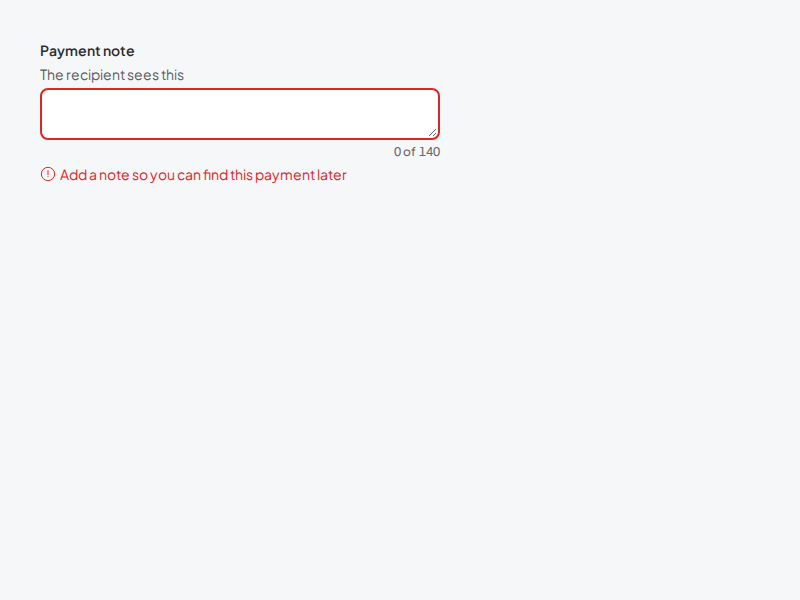 Payment note
The recipient sees this
0 of 140
Add a note so you can find this payment later